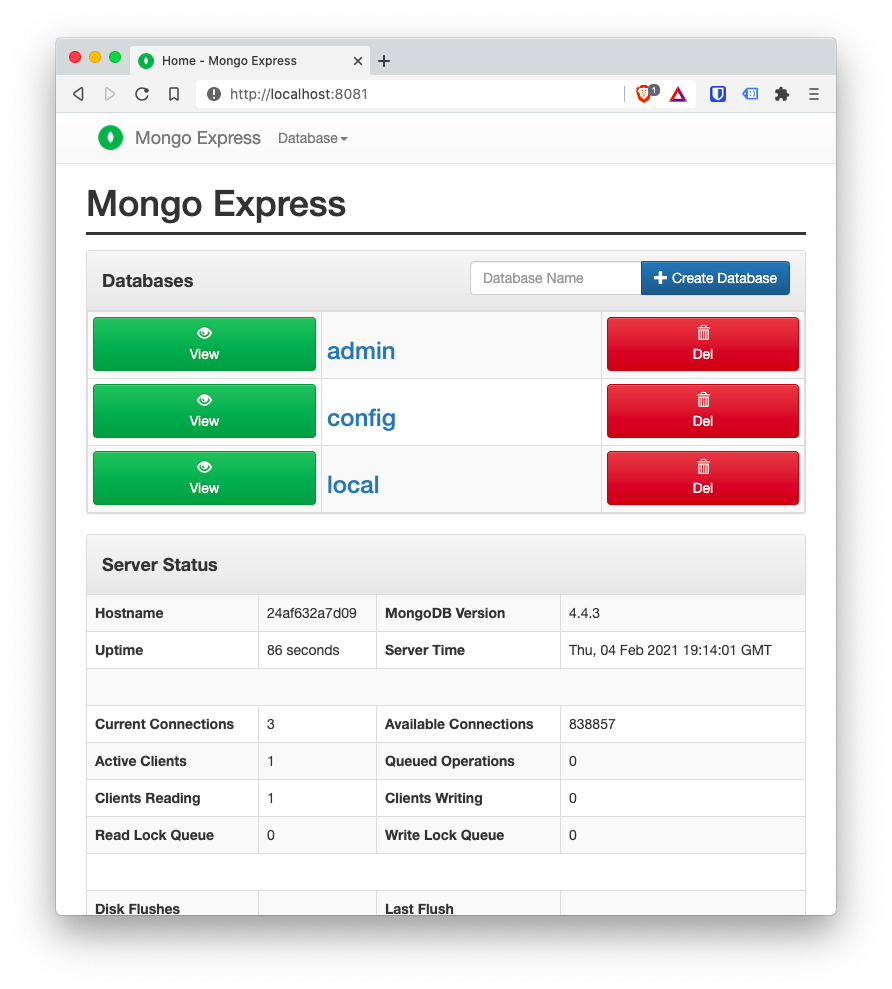 Home - Mongo Express
http://localhost:8081
1
Mongo Express Database
Mongo Express
Databases Database Name Create Database
View admin Del
View config Del
View local Del
Server Status
Hostname 24af632a7d09 MongoDB Version 4.4.3
Uptime 86 seconds Server Time Thu, 04 Feb 2021 19:14:01 GMT
Current Connections 3 Available Connections 838857
Active Clients 1 Queued Operations 0
Clients Reading 1 Clients Writing 0
Read Lock Queue 0 Write Lock Queue 0
Disk Flushes Last Flush